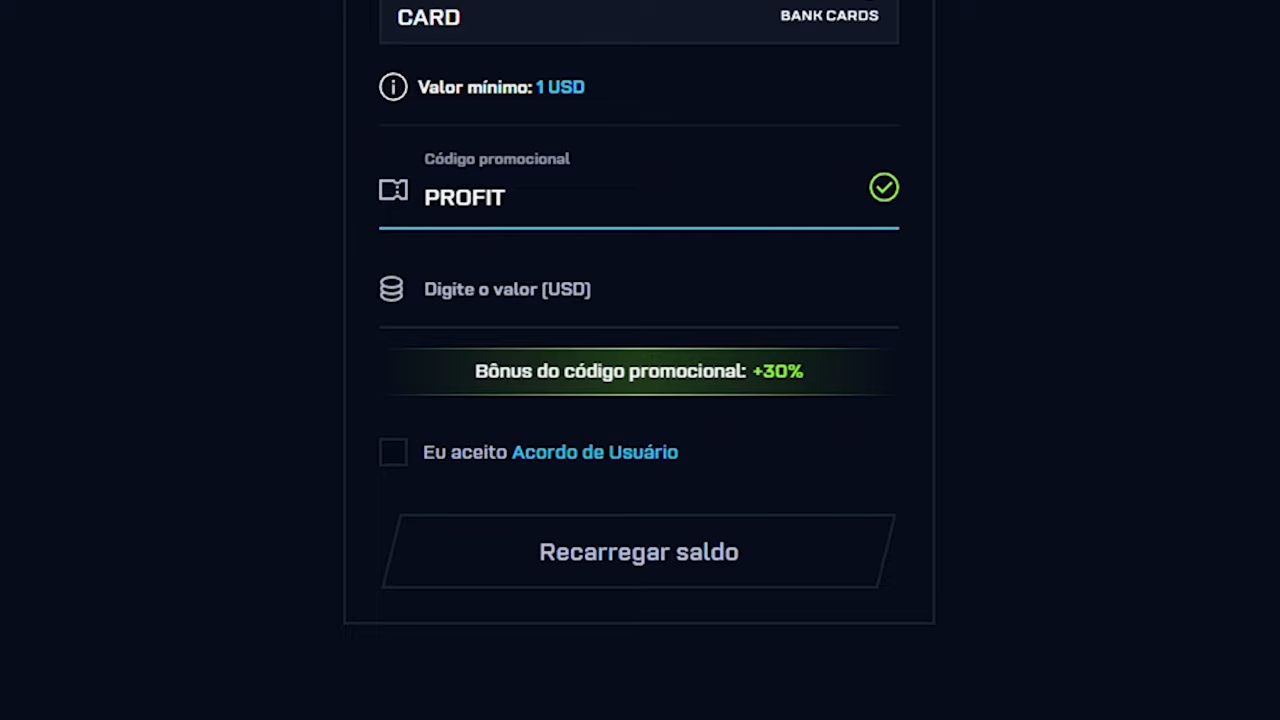 CARD
BANK CARDS
Valor mínimo: 1 USD
Código promocional
PROFIT
Digite o valor (USD)
Bônus do código promocional: +30%
Eu aceito Acordo de Usuário
Recarregar saldo